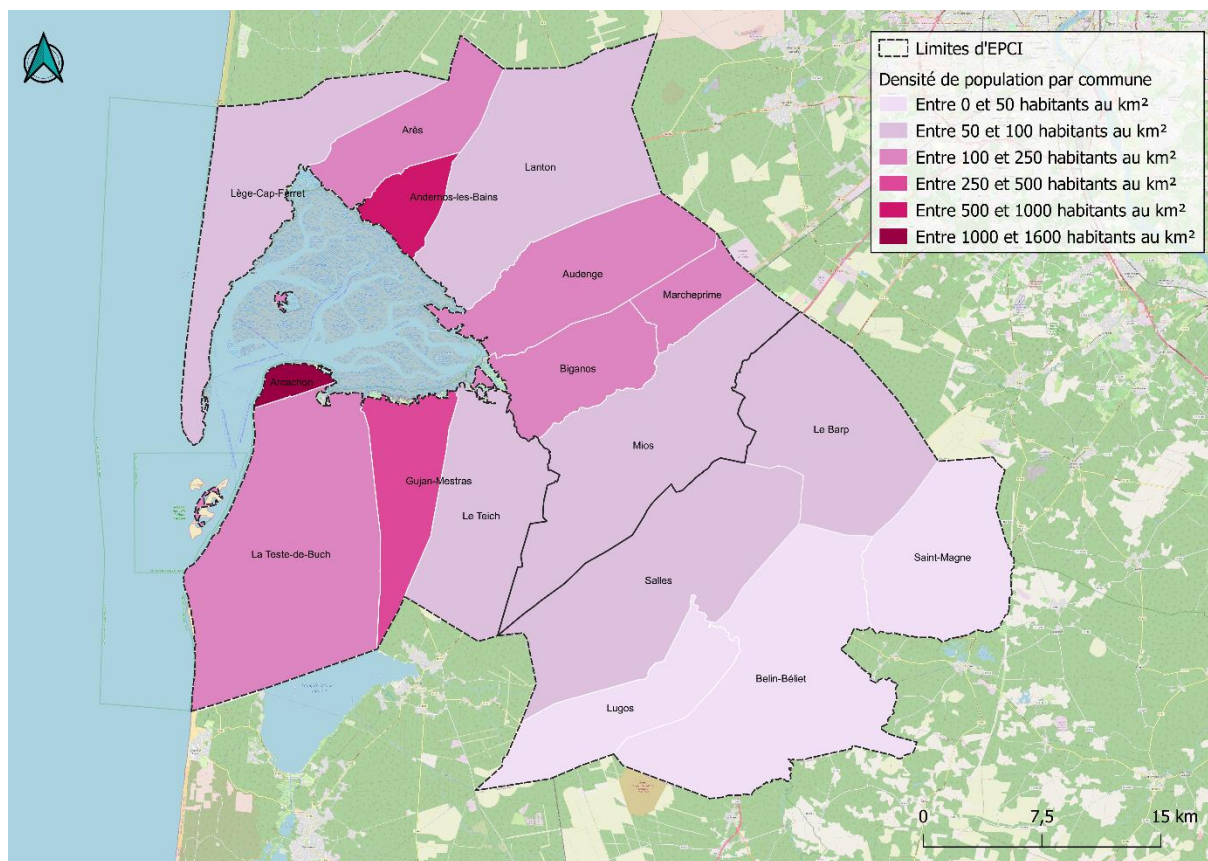 Limites d'EPCI
Densité de population par commune
Entre 0 et 50 habitants au km²
Entre 50 et 100 habitants au km²
Entre 100 et 250 habitants au km²
Entre 250 et 500 habitants au km²
Entre 500 et 1000 habitants au km²
Entre 1000 et 1600 habitants au km²
Arès
Lanton
Lège-Cap-Ferret
Andernos-les-Bains
Audenge
Marcheprime
Biganos
Arcachon
Le Barp
Mios
Gujan-Mestras
Le Teich
La Teste-de-Buch
Saint-Magne
Salles
Belin-Béliet
Lugos
0 7,5 15 km